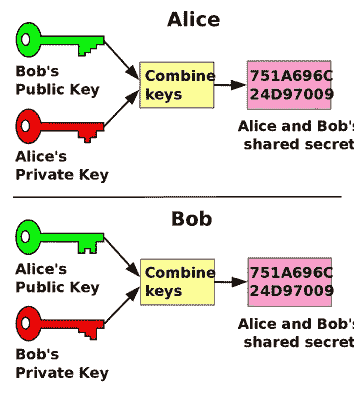 Alice
Bob's
Public Key
Combine
keys
751A696C
24D97009
Alice's
Private Key
Alice and Bob's
shared secret
Bob
Alice's
Public Key
Combine
keys
751A696C
24D97009
Bob's
Private Key
Alice and Bob's
shared secret